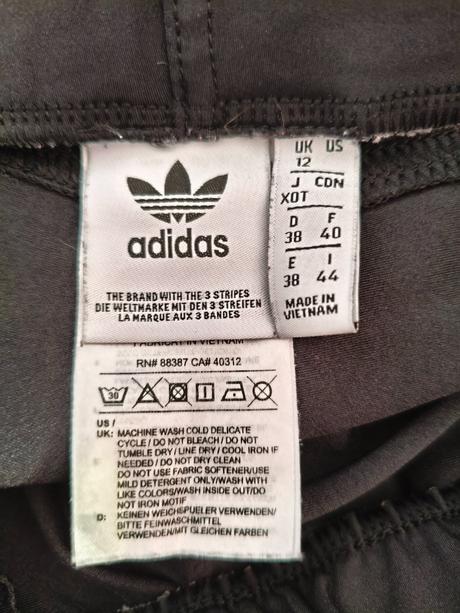 adidas
THE BRAND WITH THE 3 STRIPES
DIE WELTMARKE MIT DEN 3 STREIFEN
LA MARQUE AUX 3 BANDES
UK US
12
J CDN
XOT
D F
38 40
E I
38 44
MADE IN
VIETNAM
RN# 88387 CA# 40312
30
US /
UK: MACHINE WASH COLD DELICATE
CYCLE / DO NOT BLEACH / DO NOT
TUMBLE DRY / LINE DRY / COOL IRON IF
NEEDED / DO NOT DRY CLEAN
DO NOT USE FABRIC SOFTENER/USE
MILD DETERGENT ONLY/WASH WITH
LIKE COLORS/WASH INSIDE OUT/DO
NOT IRON MOTIF
D: KEINEN WEICHSPUELER VERWENDEN/
BITTE FEINWASCHMITTEL
VERWENDEN/MIT GLEICHEN FARBEN